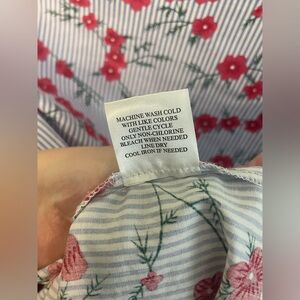 MACHINE WASH COLD
WITH LIKE COLORS
GENTLE CYCLE
ONLY NON-CHLORINE
BLEACH WHEN NEEDED
LINE DRY
COOL IRON IF NEEDED